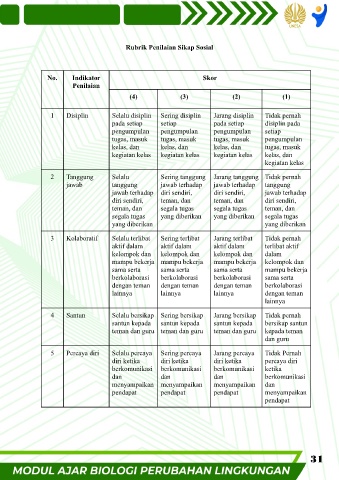 Rubrik Penilaian Sikap Sosial
No. Indikator Penilaian Skor
(4) (3) (2) (1)
1 Disiplin
Selalu disiplin
pada setiap
pengumpulan
tugas, masuk
kelas, dan
kegiatan kelas
Sering disiplin
setiap
pengumpulan
tugas, masuk
kelas, dan
kegiatan kelas
Jarang disiplin
pada setiap
pengumpulan
tugas, masuk
kelas, dan
kegiatan kelas
Tidak pernah
disiplin pada
setiap
pengumpulan
tugas, masuk
kelas, dan
kegiatan kelas
2 Tanggung
jawab
Selalu
tanggung
jawab terhadap
diri sendiri,
teman, dan
segala tugas
yang diberikan
Sering tanggung
jawab terhadap
diri sendiri,
teman, dan
segala tugas
yang diberikan
Jarang tanggung
jawab terhadap
diri sendiri,
teman, dan
segala tugas
yang diberikan
Tidak pernah
tanggung
jawab terhadap
diri sendiri,
teman, dan
segala tugas
yang diberikan
3 Kolaboratif
Selalu terlibat
aktif dalam
kelompok dan
mampu bekerja
sama serta
berkolaborasi
dengan teman
lainnya
Sering terlibat
aktif dalam
kelompok dan
mampu bekerja
sama serta
berkolaborasi
dengan teman
lainnya
Jarang terlibat
aktif dalam
kelompok dan
mampu bekerja
sama serta
berkolaborasi
dengan teman
lainnya
Tidak pernah
terlibat aktif
dalam
kelompok dan
mampu bekerja
sama serta
berkolaborasi
dengan teman
lainnya
4 Santun
Selalu bersikap
santun kepada
teman dan guru
Sering bersikap
santun kepada
teman dan guru
Jarang bersikap
santun kepada
teman dan guru
Tidak pernah
bersikap santun
kepada teman
dan guru
5 Percaya diri
Selalu percaya
diri ketika
berkomunikasi
dan
menyampaikan
pendapat
Sering percaya
diri ketika
berkomunikasi
dan
menyampaikan
pendapat
Jarang percaya
diri ketika
berkomunikasi
dan
menyampaikan
pendapat
Tidak Pernah
percaya diri
ketika
berkomunikasi
dan
menyampaikan
pendapat
31
MODUL AJAR BIOLOGI PERUBAHAN LINGKUNGAN